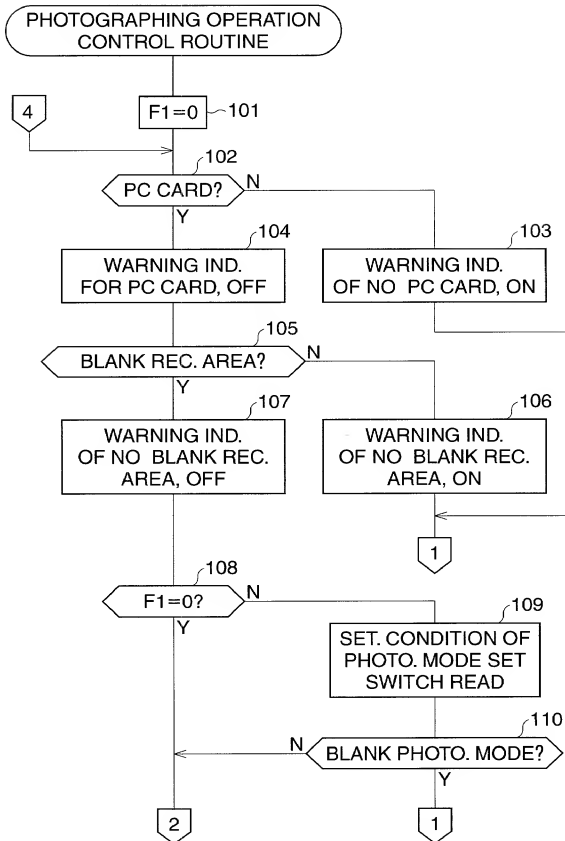 PHOTOGRAPHING OPERATION
CONTROL ROUTINE
4
F1=0
101
102
PC CARD?
N
Y
104
WARNING IND.
FOR PC CARD, OFF
103
WARNING IND.
OF NO PC CARD, ON
105
BLANK REC. AREA?
N
Y
107
WARNING IND.
OF NO BLANK REC.
AREA, OFF
106
WARNING IND.
OF NO BLANK REC.
AREA, ON
1
108
F1=0?
N
Y
109
SET. CONDITION OF
PHOTO. MODE SET
SWITCH READ
110
N
BLANK PHOTO. MODE?
Y
2
1